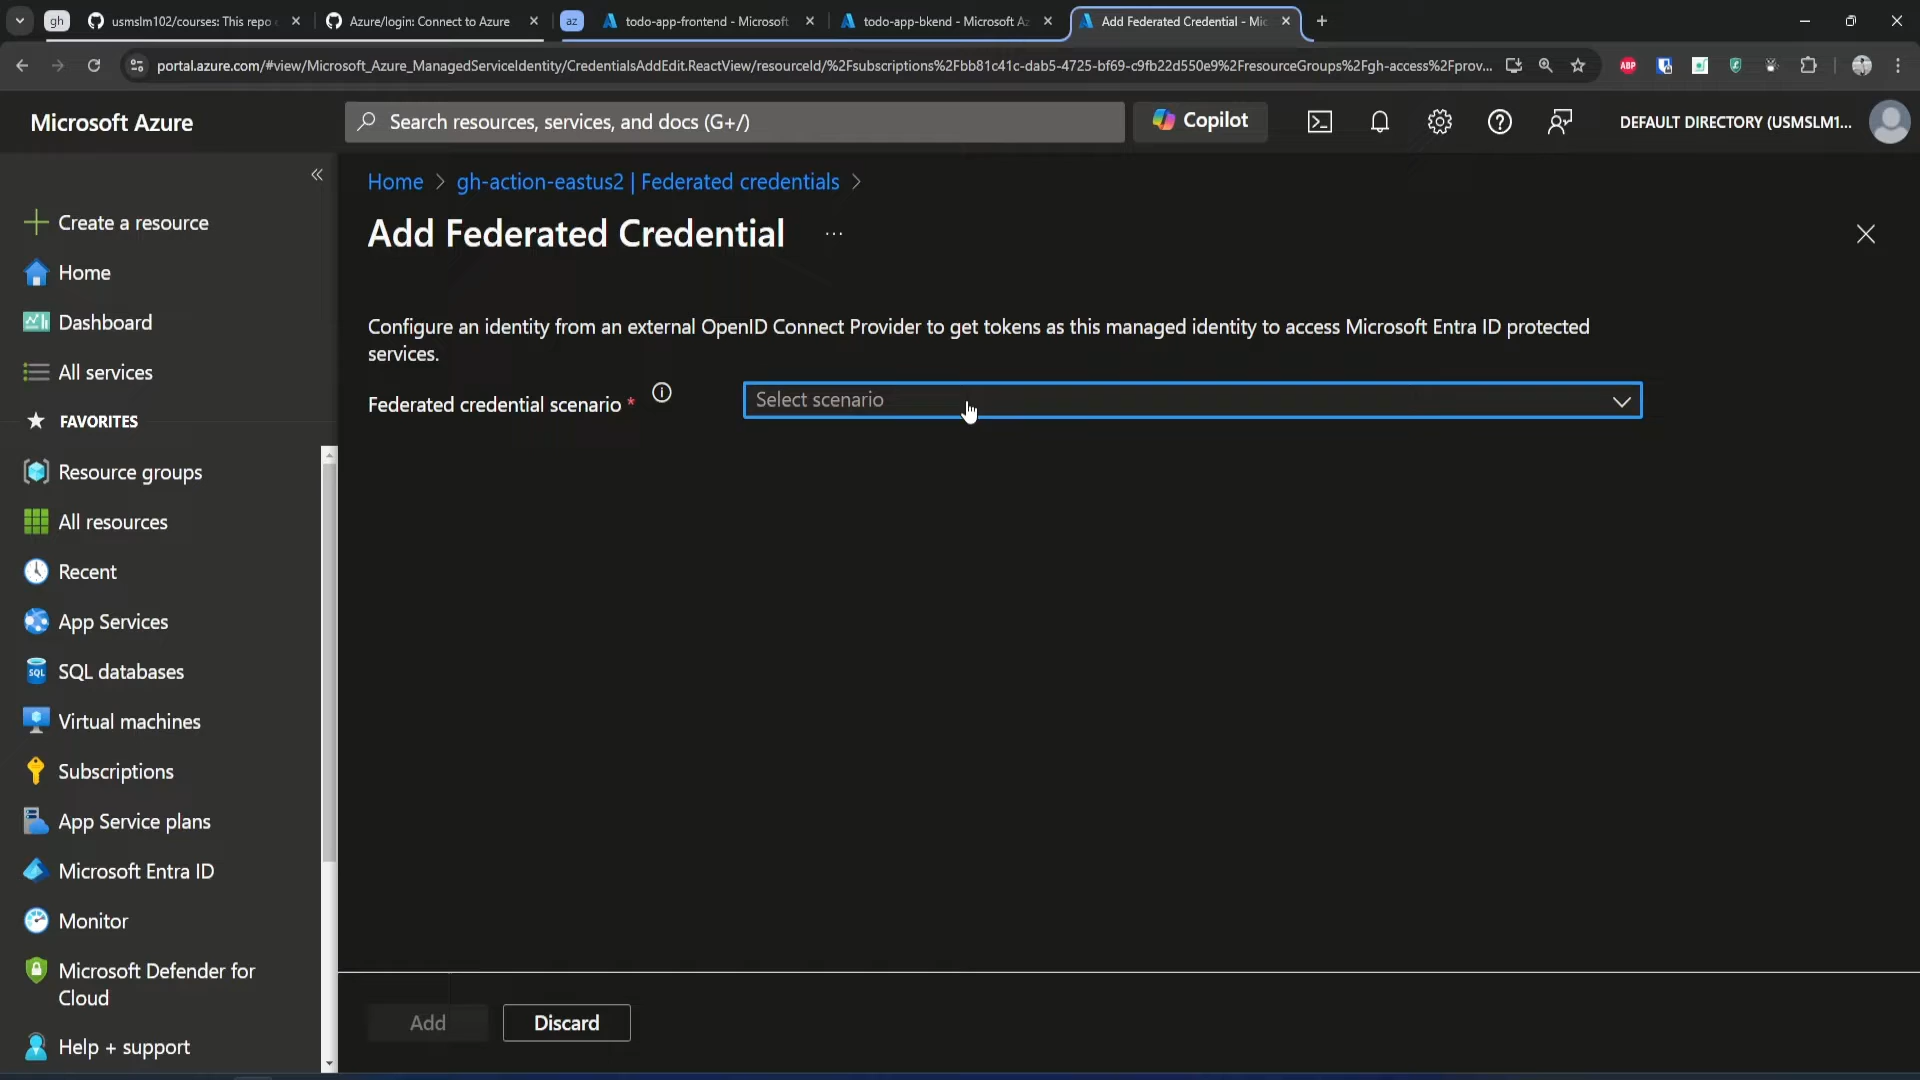 gh
usmslm102/courses: This repo
Azure/login: Connect to Azure
az
todo-app-frontend - Microsoft
todo-app-bkend - Microsoft Az
Add Federated Credential - Mic
portal.azure.com/#view/Microsoft_Azure_ManagedServiceIdentity/CredentialsAddEdit.ReactView/resourceId/%2Fsubscriptions%2Fbb81c41c-dab5-4725-bf69-c9fb22d550e9%2FresourceGroups%2Fgh-access%2Fprov...
ABP
Microsoft Azure
Search resources, services, and docs (G+/)
Copilot
DEFAULT DIRECTORY (USMSLM1...
Home > gh-action-eastus2 | Federated credentials >
Add Federated Credential ...
Create a resource
Home
Dashboard
All services
FAVORITES
Resource groups
All resources
Recent
App Services
SQL databases
Virtual machines
Subscriptions
App Service plans
Microsoft Entra ID
Monitor
Microsoft Defender for
Cloud
Help + support
Configure an identity from an external OpenID Connect Provider to get tokens as this managed identity to access Microsoft Entra ID protected
services.
Federated credential scenario *
Select scenario
Add
Discard